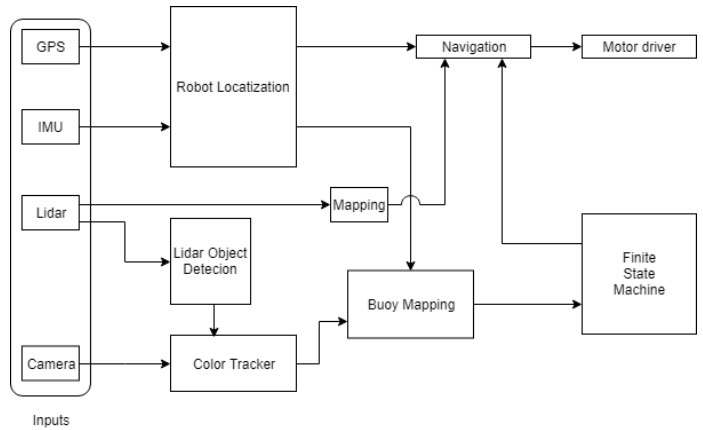 GPS
Robot Locatization
Navigation
Motor driver
IMU
Lidar
Mapping
Lidar Object
Detecion
Finite
State
Machine
Buoy Mapping
Camera
Color Tracker
Inputs